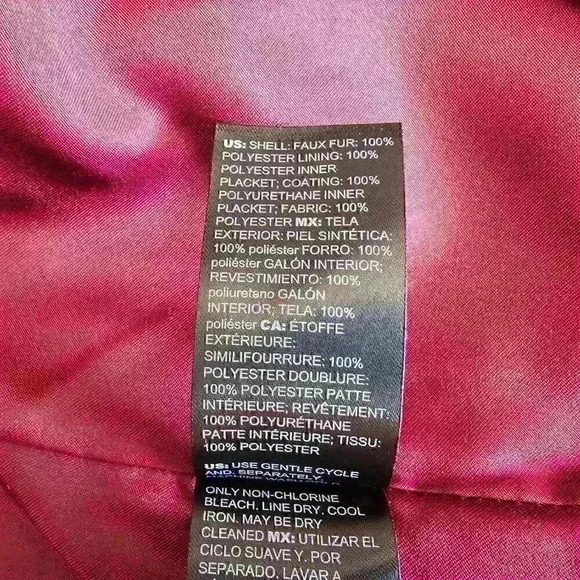 US: SHELL: FAUX FUR: 100%
POLYESTER LINING: 100%
POLYESTER INNER
PLACKET; COATING: 100%
POLYURETHANE INNER
PLACKET; FABRIC: 100%
POLYESTER MX: TELA
EXTERIOR: PIEL SINTÉTICA:
100% poliéster FORRO: 100%
poliéster GALÓN INTERIOR;
REVESTIMIENTO: 100%
poliuretano GALÓN
INTERIOR; TELA: 100%
poliéster CA: ÉTOFFE
EXTÉRIEURE:
SIMILIFOURRURE: 100%
POLYESTER DOUBLURE:
100% POLYESTER PATTE
INTÉRIEURE; REVÊTEMENT:
100% POLYURÉTHANE
PATTE INTÉRIEURE; TISSU:
100% POLYESTER
US: USE GENTLE CYCLE
AND. SEPARATELY.
MACHINE
ONLY NON-CHLORINE
BLEACH. LINE DRY. COOL
IRON. MAY BE DRY
CLEANED MX: UTILIZAR EL
CICLO SUAVE Y. POR
SEPARADO. LAVAR A